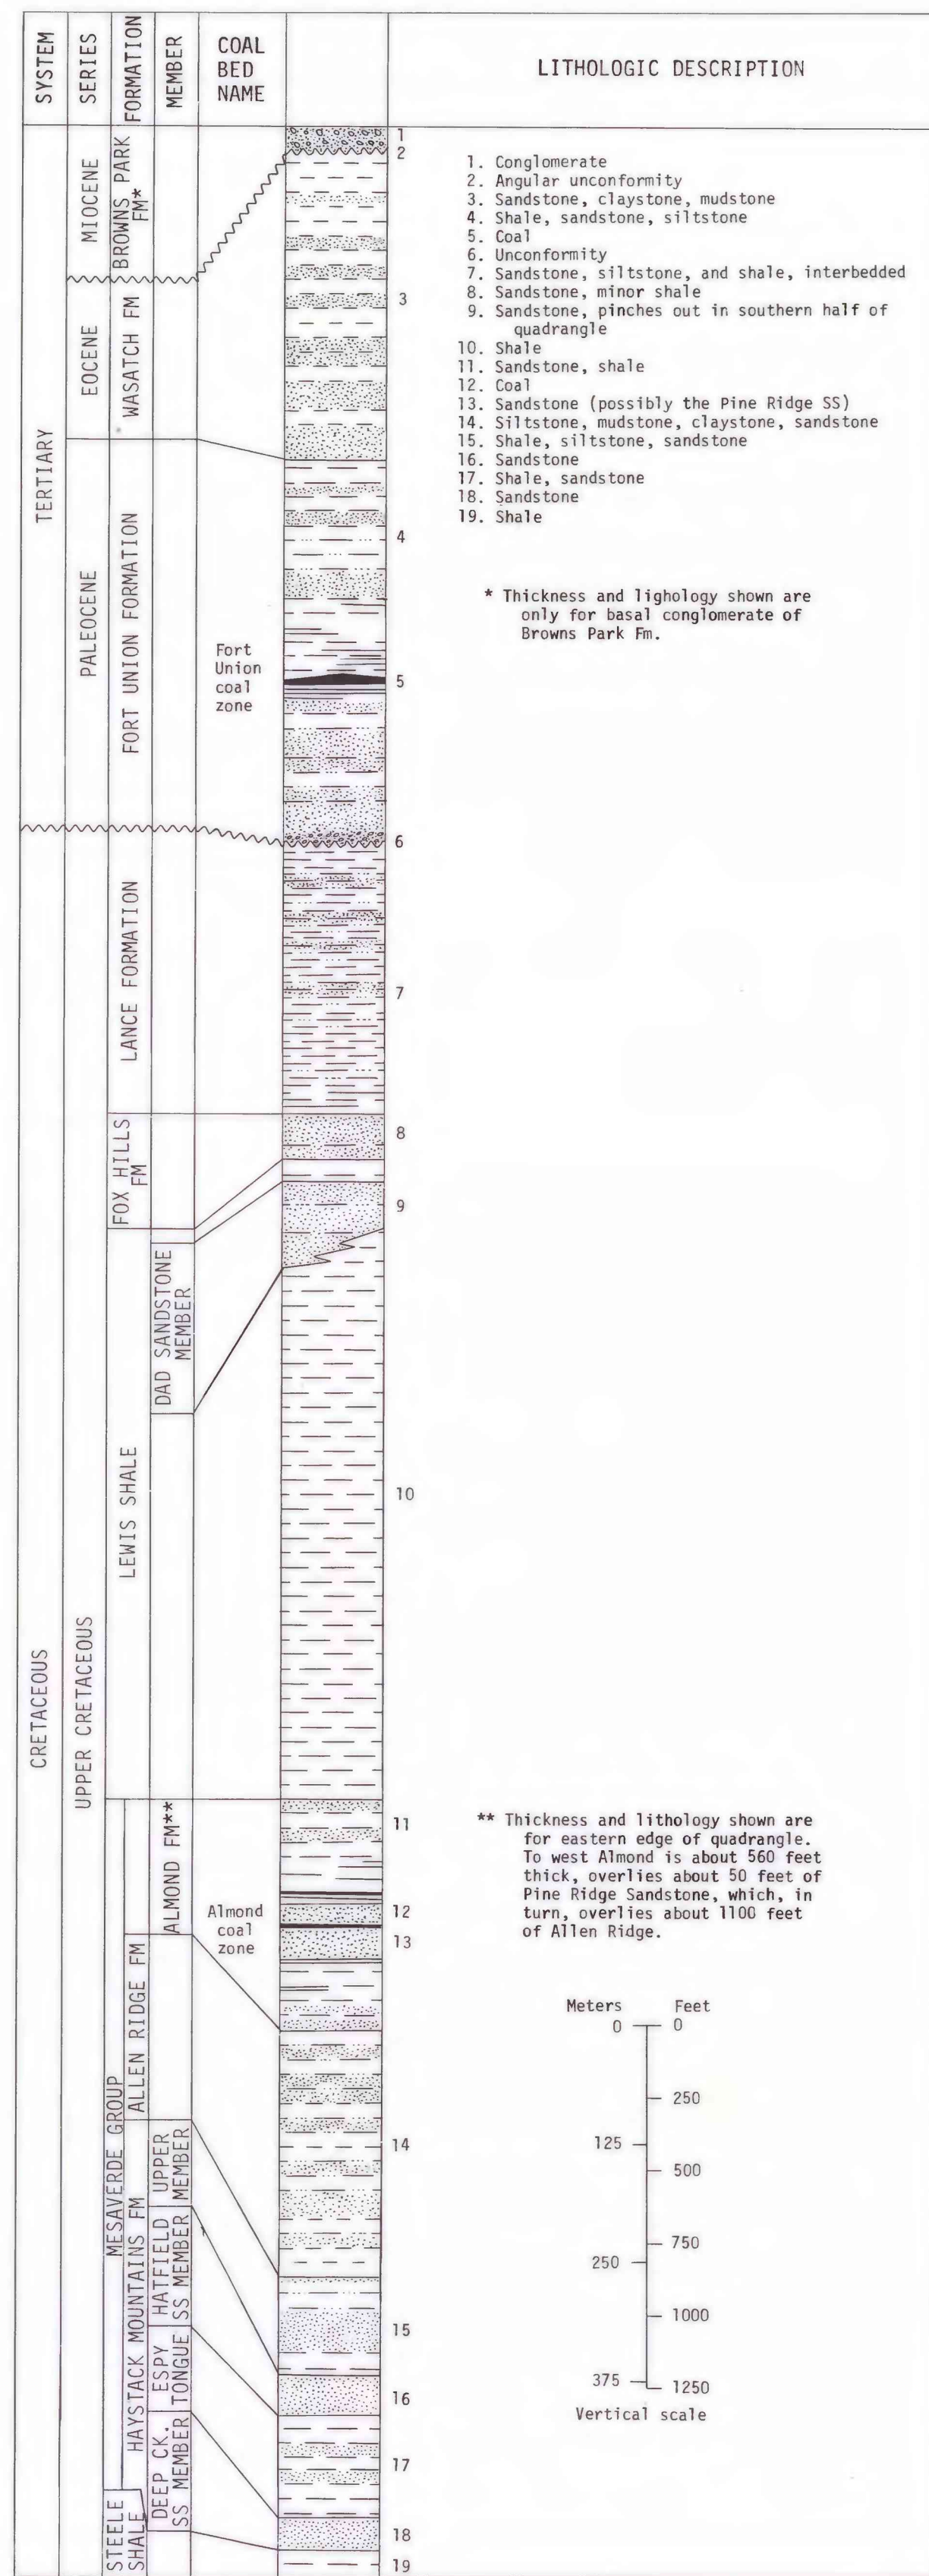 SYSTEM
SERIES
FORMATION
MEMBER
COAL
BED
NAME
LITHOLOGIC DESCRIPTION
TERTIARY
CRETACEOUS
MIOCENE
EOCENE
PALEOCENE
UPPER CRETACEOUS
BROWNS PARK
FM*
WASATCH FM
FORT UNION FORMATION
LANCE FORMATION
FOX HILLS
FM
LEWIS SHALE
DAD SANDSTONE
MEMBER
MESAVERDE GROUP
ALMOND FM**
ALLEN RIDGE FM
HAYSTACK MOUNTAINS FM
UPPER
MEMBER
HATFIELD
SS MEMBER
ESPY
TONGUE
DEEP CK.
SS MEMBER
STEELE
SHALE
Fort
Union
coal
zone
Almond
coal
zone
1
2
3
4
5
6
7
8
9
10
11
12
13
14
15
16
17
18
19
1. Conglomerate
2. Angular unconformity
3. Sandstone, claystone, mudstone
4. Shale, sandstone, siltstone
5. Coal
6. Unconformity
7. Sandstone, siltstone, and shale, interbedded
8. Sandstone, minor shale
9. Sandstone, pinches out in southern half of
quadrangle
10. Shale
11. Sandstone, shale
12. Coal
13. Sandstone (possibly the Pine Ridge SS)
14. Siltstone, mudstone, claystone, sandstone
15. Shale, siltstone, sandstone
16. Sandstone
17. Shale, sandstone
18. Sandstone
19. Shale
* Thickness and lighology shown are
only for basal conglomerate of
Browns Park Fm.
** Thickness and lithology shown are
for eastern edge of quadrangle.
To west Almond is about 560 feet
thick, overlies about 50 feet of
Pine Ridge Sandstone, which, in
turn, overlies about 1100 feet
of Allen Ridge.
Meters Feet
0 0
250
125
500
750
250
1000
375
1250
Vertical scale